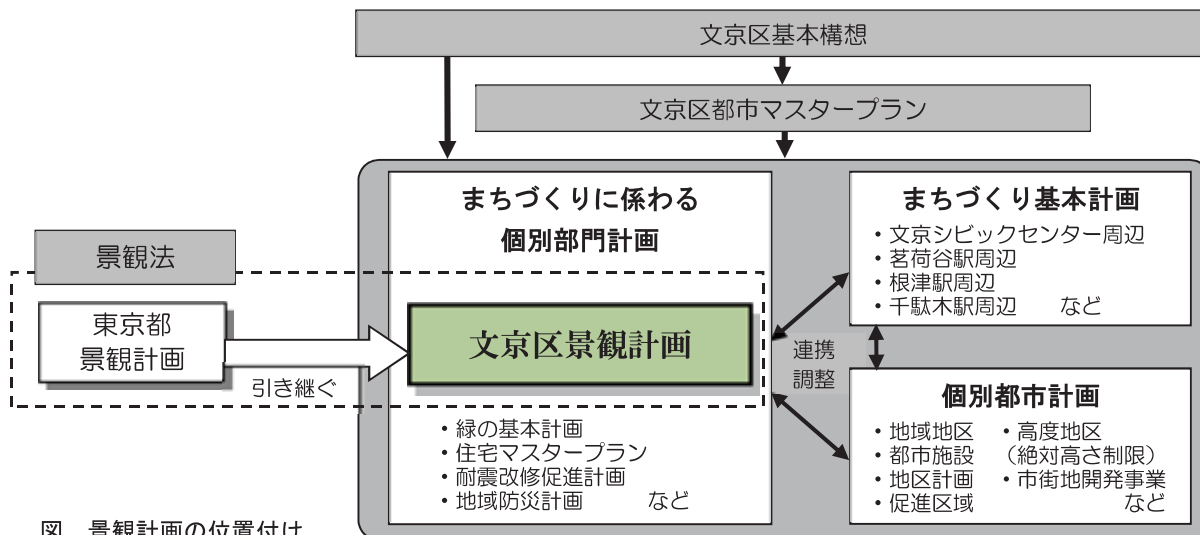 文京区基本構想
文京区都市マスタープラン
まちづくりに係わる
個別部門計画
景観法
東京都
景観計画
引き継ぐ
文京区景観計画
・緑の基本計画
・住宅マスタープラン
・耐震改修促進計画
・地域防災計画　　など
連携
調整
まちづくり基本計画
・文京シビックセンター周辺
・茗荷谷駅周辺
・根津駅周辺
・千駄木駅周辺　　など
個別都市計画
・地域地区　・高度地区
・都市施設　（絶対高さ制限）
・地区計画　・市街地開発事業
・促進区域　　　　　　など
図　景観計画の位置付け